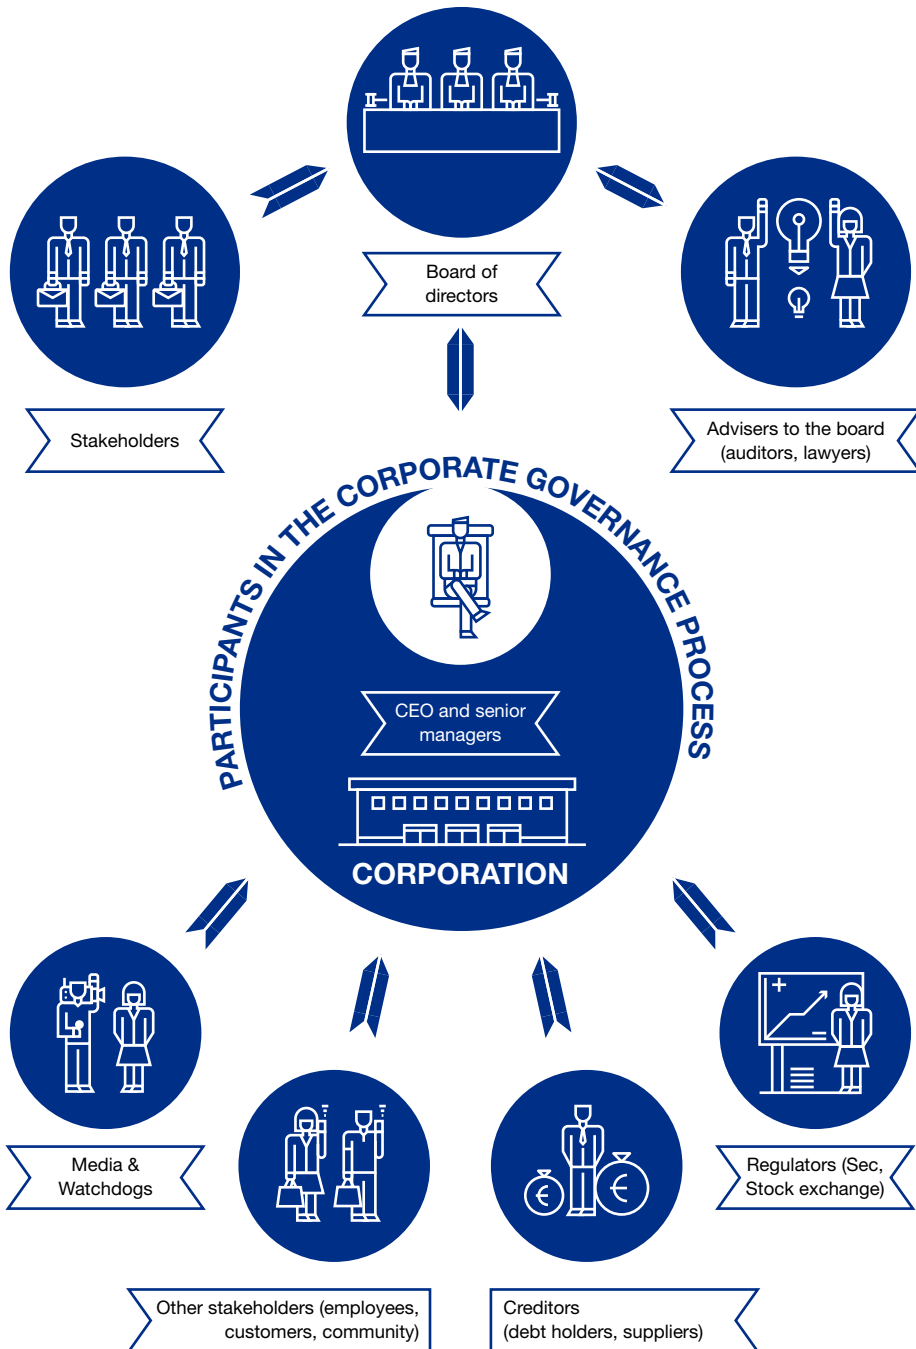 Board of
directors
Stakeholders
Advisers to the board
(auditors, lawyers)
PARTICIPANTS IN THE CORPORATE GOVERNANCE PROCESS
CEO and senior
managers
CORPORATION
Media &
Watchdogs
Regulators (Sec,
Stock exchange)
Other stakeholders (employees,
customers, community)
Creditors
(debt holders, suppliers)